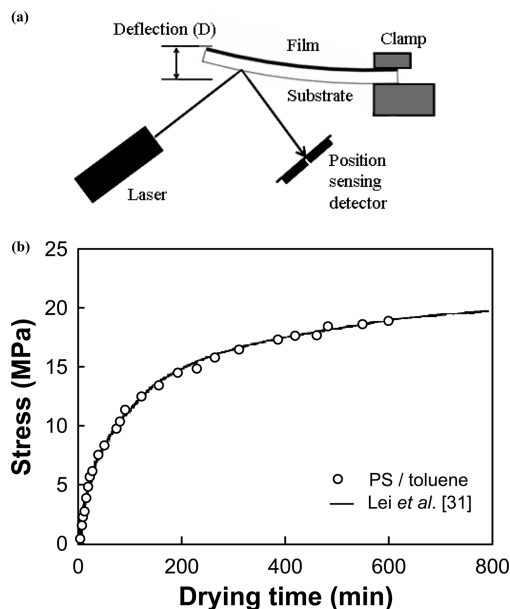 (a)
Deflection (D)
Film
Clamp
Substrate
Laser
Position
sensing
detector
(b)
25
20
15
10
5
0
Stress (MPa)
PS / toluene
Lei et al. [31]
0 200 400 600 800
Drying time (min)